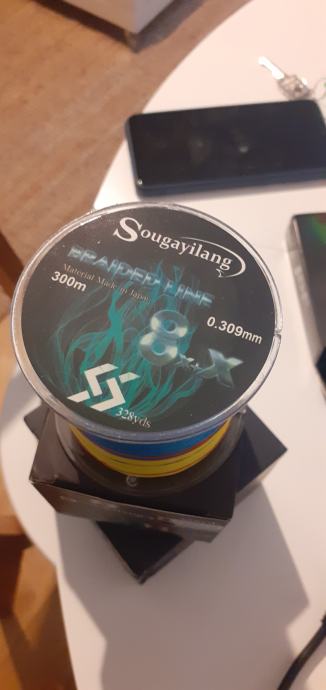 Sougayilang
BRAIDED LINE
Material Made in Japan
300m
0.309mm
8
X
328yds